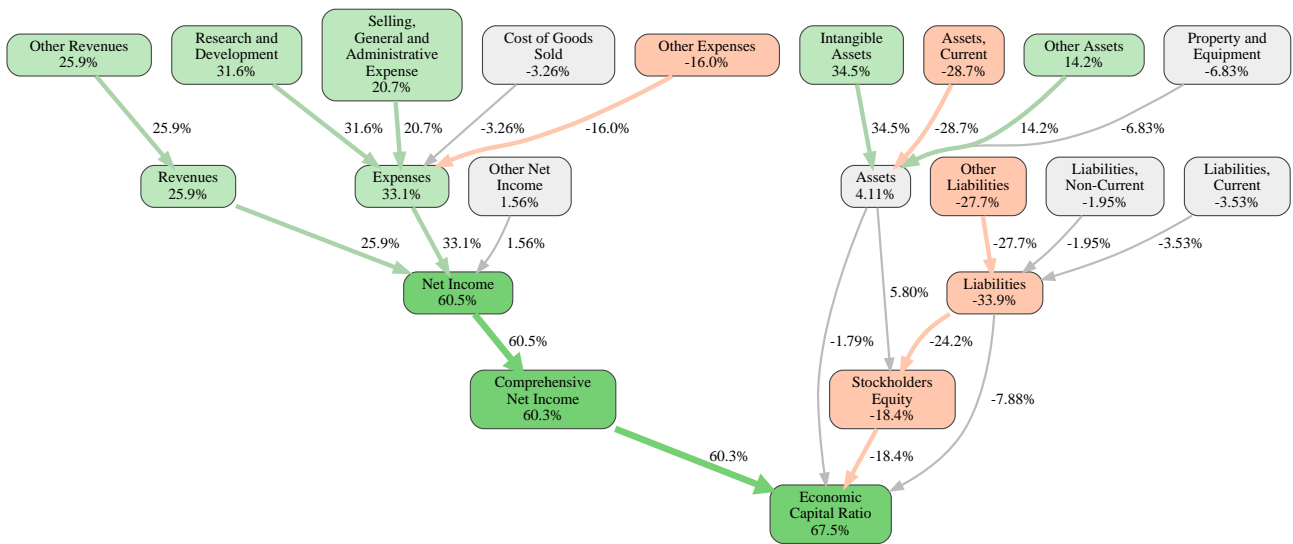 Other Revenues
25.9%
Research and
Development
31.6%
Selling,
General and
Administrative
Expense
20.7%
Cost of Goods
Sold
-3.26%
Other Expenses
-16.0%
Intangible
Assets
34.5%
Assets,
Current
-28.7%
Other Assets
14.2%
Property and
Equipment
-6.83%
25.9%
31.6%
20.7%
-3.26%
-16.0%
34.5%
-28.7%
14.2%
-6.83%
Revenues
25.9%
Expenses
33.1%
Other Net
Income
1.56%
Assets
4.11%
Other
Liabilities
-27.7%
Liabilities,
Non-Current
-1.95%
Liabilities,
Current
-3.53%
25.9%
33.1%
1.56%
-27.7%
-1.95%
-3.53%
Net Income
60.5%
Liabilities
-33.9%
5.80%
60.5%
-1.79%
-24.2%
Comprehensive
Net Income
60.3%
Stockholders
Equity
-18.4%
-7.88%
60.3%
-18.4%
Economic
Capital Ratio
67.5%